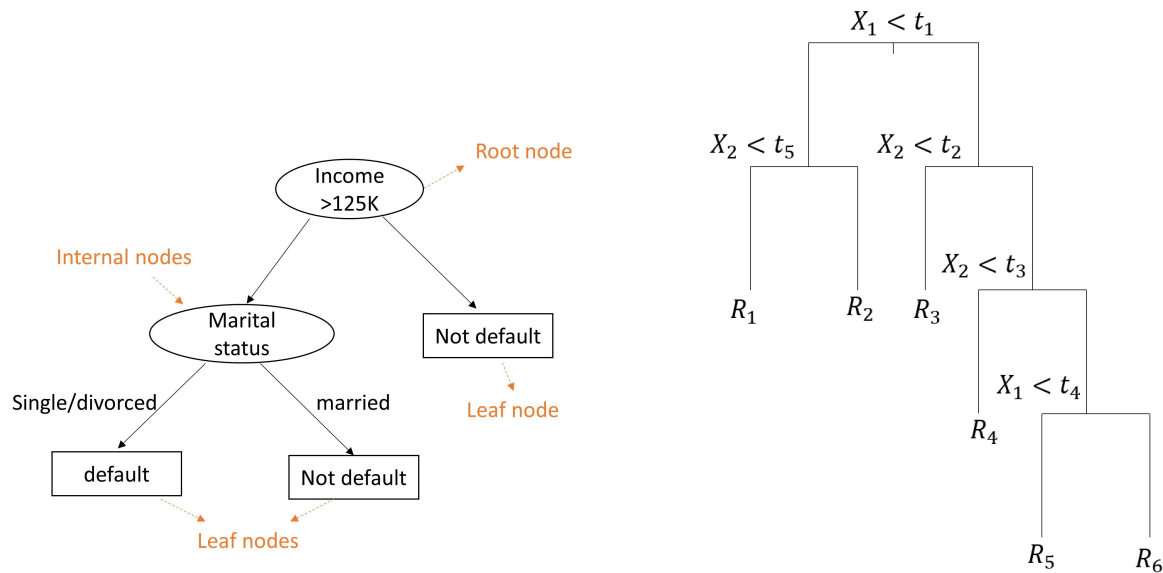 Root node
Income
>125K
Internal nodes
Marital
status
Not default
Single/divorced
married
Leaf node
default
Not default
Leaf nodes
X₁ < t₁
X₂ < t₅
X₂ < t₂
X₂ < t₃
R₁
R₂
R₃
X₁ < t₄
R₄
R₅
R₆